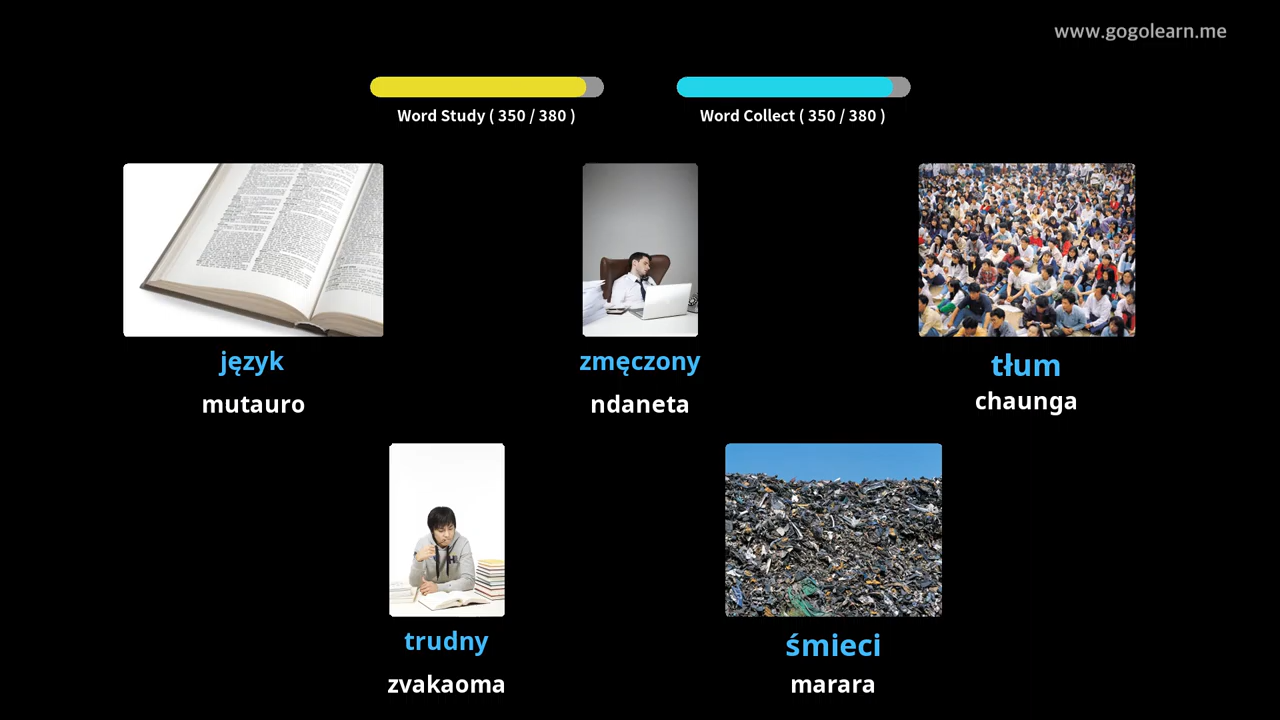 www.gogolearn.me
Word Study ( 350 / 380 )
Word Collect ( 350 / 380 )
język
zmęczony
tłum
mutauro
ndaneta
chaunga
trudny
śmieci
zvakaoma
marara